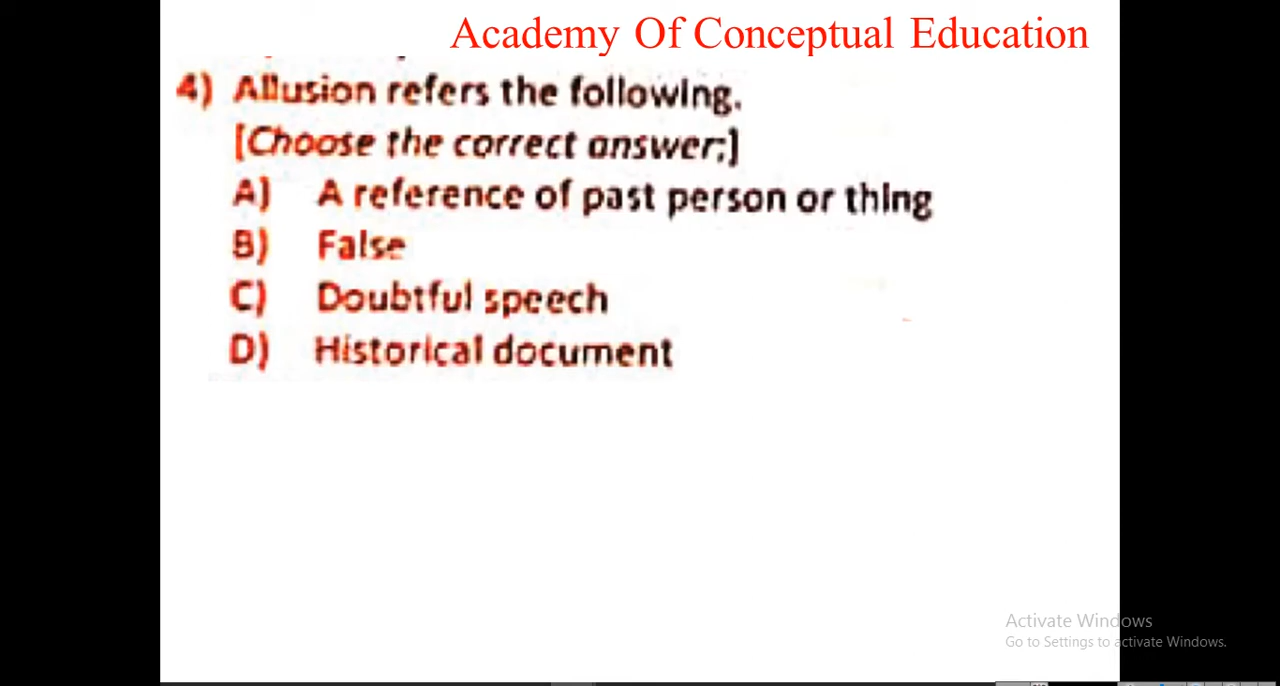 Academy Of Conceptual Education
4) Allusion refers the following.
[Choose the correct answer:]
A) A reference of past person or thing
B) False
C) Doubtful speech
D) Historical document
Activate Windows
Go to Settings to activate Windows.